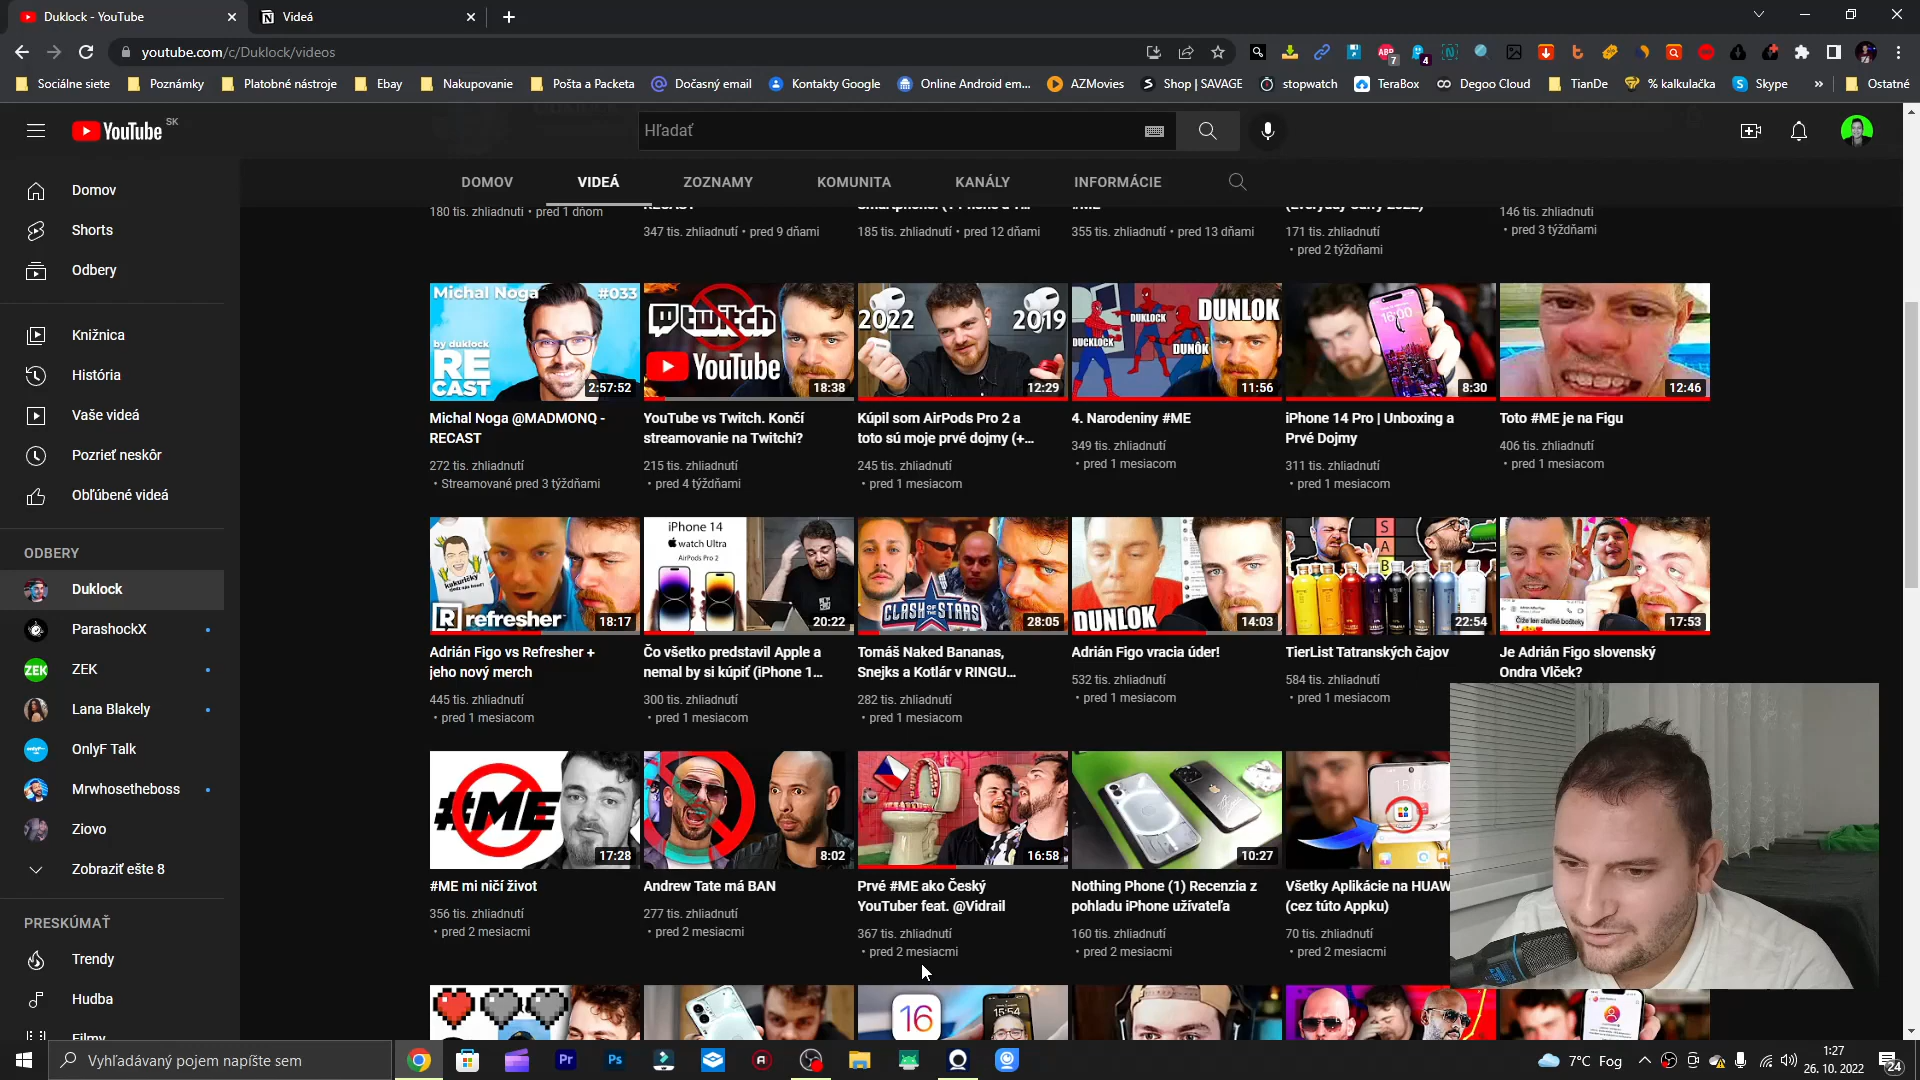 Duklock - YouTube
Videá
youtube.com/c/Duklock/videos
Sociálne siete
Poznámky
Platobné nástroje
Ebay
Nakupovanie
Pošta a Packeta
Dočasný email
Kontakty Google
Online Android em...
AZMovies
Shop | SAVAGE
stopwatch
TeraBox
Degoo Cloud
TianDe
% kalkulačka
Skype
»
Ostatné
YouTube SK
Hľadať
DOMOV
VIDEÁ
ZOZNAMY
KOMUNITA
KANÁLY
INFORMÁCIE
Domov
Shorts
Odbery
Knižnica
História
Vaše videá
Pozrieť neskôr
Obľúbené videá
ODBERY
Duklock
ParashockX
ZEK
Lana Blakely
OnlyF Talk
Mrwhosetheboss
Ziovo
Zobraziť ešte 8
PRESKÚMAŤ
Trendy
Hudba
Filmy
180 tis. zhliadnutí • pred 1 dňom
347 tis. zhliadnutí • pred 9 dňami
185 tis. zhliadnutí • pred 12 dňami
355 tis. zhliadnutí • pred 13 dňami
171 tis. zhliadnutí
• pred 2 týždňami
146 tis. zhliadnutí
• pred 3 týždňami
Michal Noga #033
by duklock
RE
CAST
2:57:52
Michal Noga @MADMONQ -
RECAST
272 tis. zhliadnutí
• Streamované pred 3 týždňami
twitch
YouTube
18:38
YouTube vs Twitch. Končí
streamovanie na Twitchi?
215 tis. zhliadnutí
• pred 4 týždňami
2022 2019
12:29
Kúpil som AirPods Pro 2 a
toto sú moje prvé dojmy (+...
245 tis. zhliadnutí
• pred 1 mesiacom
DUKLOCK
DUNLOK
DUCKLOCK
DUNÔK
11:56
4. Narodeniny #ME
349 tis. zhliadnutí
• pred 1 mesiacom
8:30
iPhone 14 Pro | Unboxing a
Prvé Dojmy
311 tis. zhliadnutí
• pred 1 mesiacom
12:46
Toto #ME je na Figu
406 tis. zhliadnutí
• pred 1 mesiacom
refresher
18:17
Adrián Figo vs Refresher +
jeho nový merch
445 tis. zhliadnutí
• pred 1 mesiacom
iPhone 14
watch Ultra
AirPods Pro 2
20:22
Čo všetko predstavil Apple a
nemal by si kúpiť (iPhone 1...
300 tis. zhliadnutí
• pred 1 mesiacom
CLASH OF THE
STARS
28:05
Tomáš Naked Bananas,
Snejks a Kotlár v RINGU...
282 tis. zhliadnutí
• pred 1 mesiacom
DUNLOK
14:03
Adrián Figo vracia úder!
532 tis. zhliadnutí
• pred 1 mesiacom
S
A
B
22:54
TierList Tatranských čajov
584 tis. zhliadnutí
• pred 1 mesiacom
17:53
Je Adrián Figo slovenský
Ondra Vlček?
#ME
17:28
#ME mi ničí život
356 tis. zhliadnutí
• pred 2 mesiacmi
8:02
Andrew Tate má BAN
277 tis. zhliadnutí
• pred 2 mesiacmi
16:58
Prvé #ME ako Český
YouTuber feat. @Vidrail
367 tis. zhliadnutí
• pred 2 mesiacmi
10:27
Nothing Phone (1) Recenzia z
pohladu iPhone užívateľa
160 tis. zhliadnutí
• pred 2 mesiacmi
Všetky Aplikácie na HUAW
(cez túto Appku)
70 tis. zhliadnutí
• pred 2 mesiacmi
16
15:54
Vyhľadávaný pojem napíšte sem
7°C Fog
1:27
26. 10. 2022
24